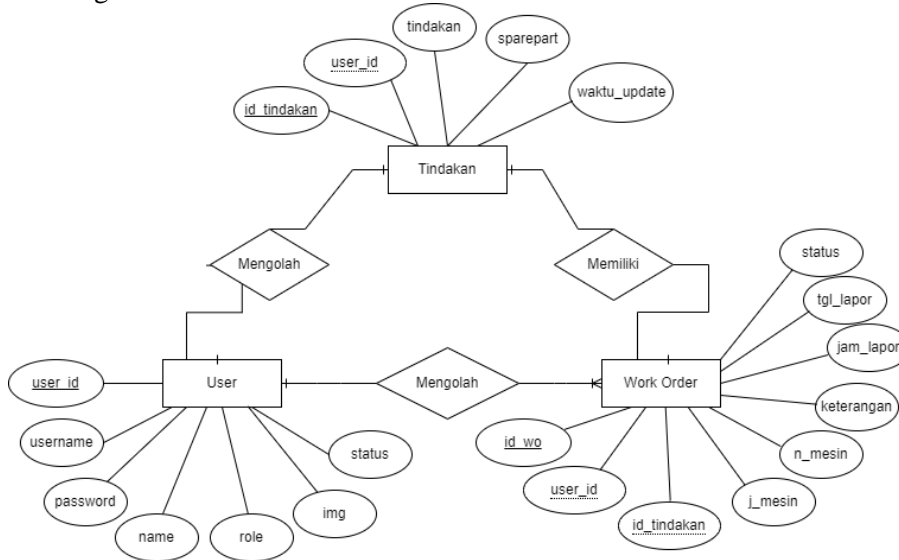 tindakan
sparepart
user_id
waktu_update
id_tindakan
Tindakan
Mengolah
Memiliki
status
tgl_lapor
jam_lapor
user_id
User
Mengolah
Work Order
keterangan
username
status
id_wo
n_mesin
password
img
user_id
j_mesin
name
role
id_tindakan